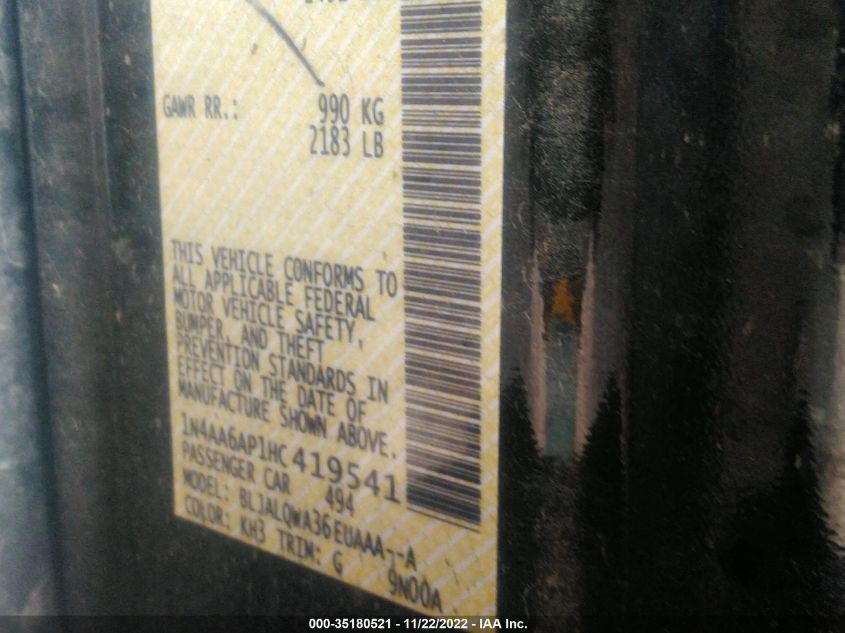 GAWR RR.: 990 KG
2183 LB
THIS VEHICLE CONFORMS TO
ALL APPLICABLE FEDERAL
MOTOR VEHICLE SAFETY,
BUMPER, AND THEFT
PREVENTION STANDARDS IN
EFFECT ON THE DATE OF
MANUFACTURE SHOWN ABOVE.
1N4AA6AP1HC419541
PASSENGER CAR 494
MODEL: BL3ALQWA36EUAAA--A
COLOR: KH3 TRIM: G 9N00A
000-35180521 - 11/22/2022 - IAA Inc.